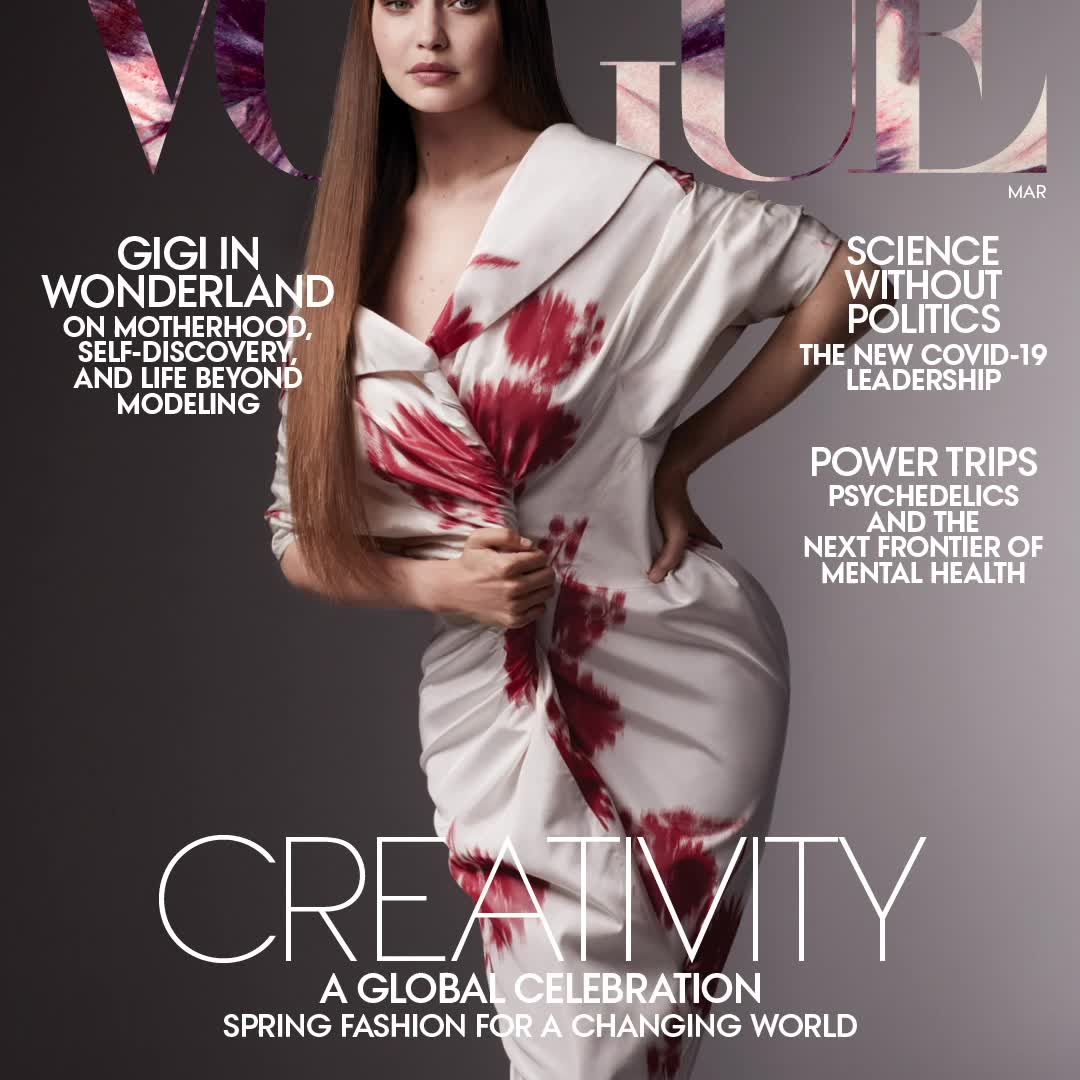 VOGUE
MAR
GIGI IN
WONDERLAND
ON MOTHERHOOD,
SELF-DISCOVERY,
AND LIFE BEYOND
MODELING
SCIENCE
WITHOUT
POLITICS
THE NEW COVID-19
LEADERSHIP
POWER TRIPS
PSYCHEDELICS
AND THE
NEXT FRONTIER OF
MENTAL HEALTH
CREATIVITY
A GLOBAL CELEBRATION
SPRING FASHION FOR A CHANGING WORLD